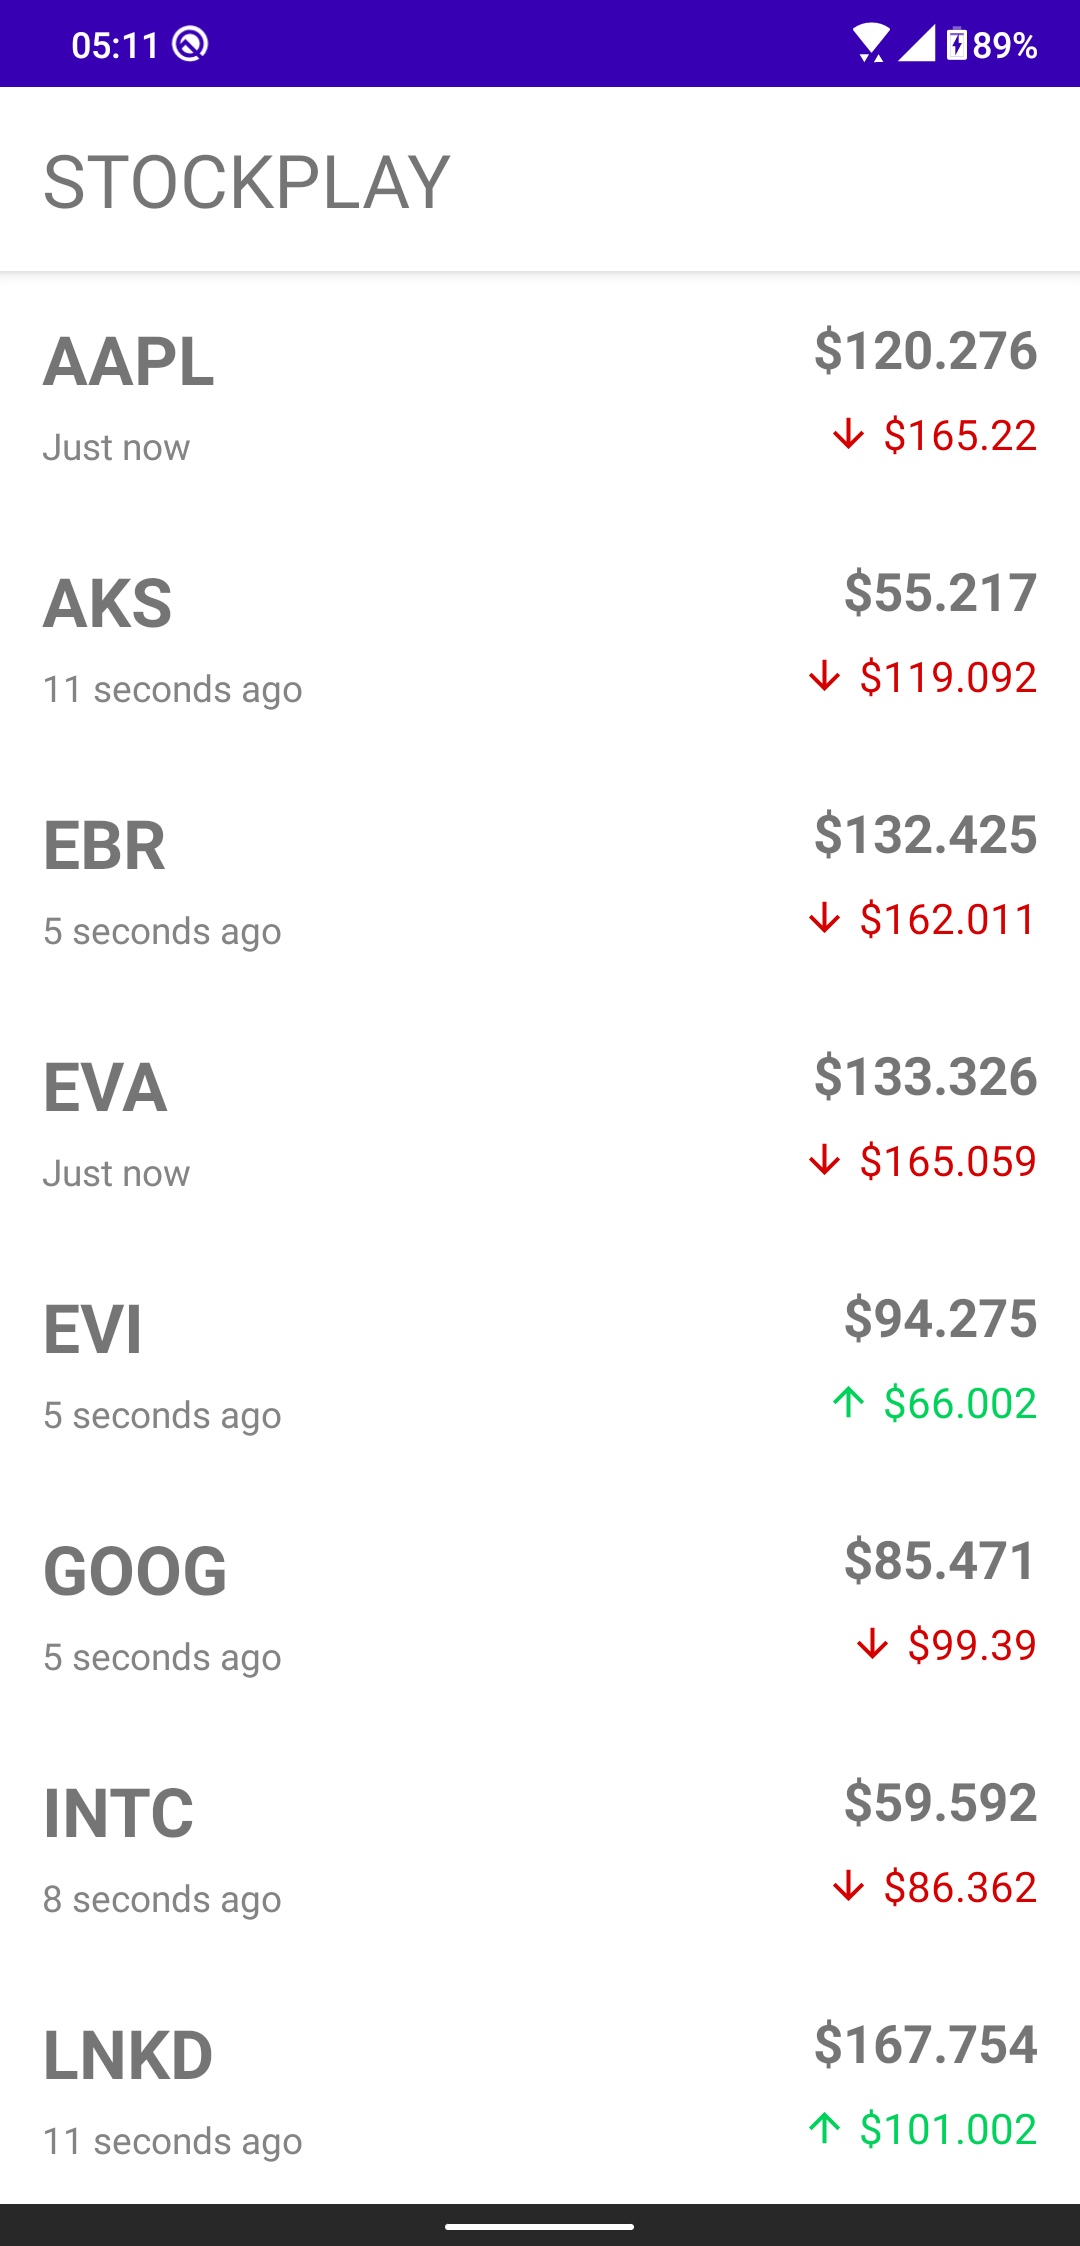 05:11 89%
STOCKPLAY
AAPL $120.276
Just now $165.22
AKS $55.217
11 seconds ago $119.092
EBR $132.425
5 seconds ago $162.011
EVA $133.326
Just now $165.059
EVI $94.275
5 seconds ago $66.002
GOOG $85.471
5 seconds ago $99.39
INTC $59.592
8 seconds ago $86.362
LNKD $167.754
11 seconds ago $101.002